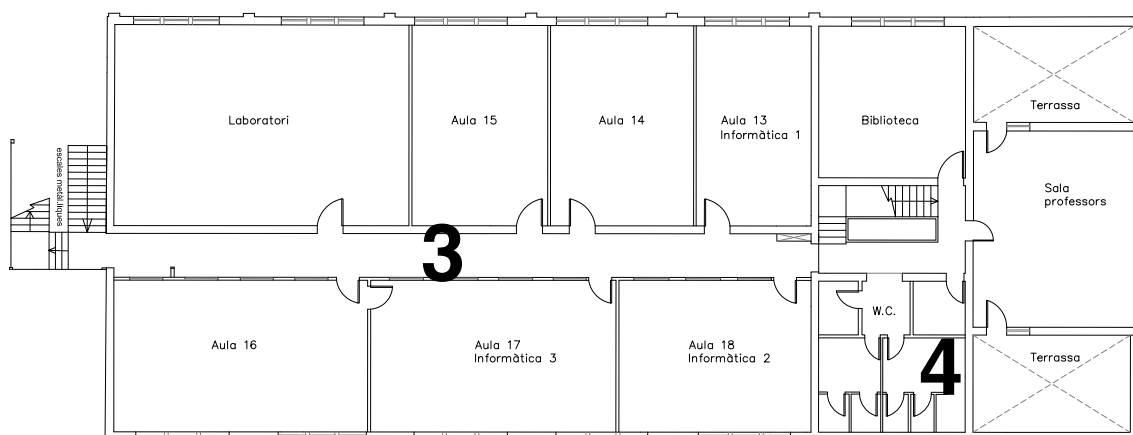 Laboratori
Aula 15
Aula 14
Aula 13
Informàtica 1
Biblioteca
Terrassa
escales metàl.liques
Sala
professors
3
W.C.
Aula 16
Aula 17
Informàtica 3
Aula 18
Informàtica 2
4
Terrassa